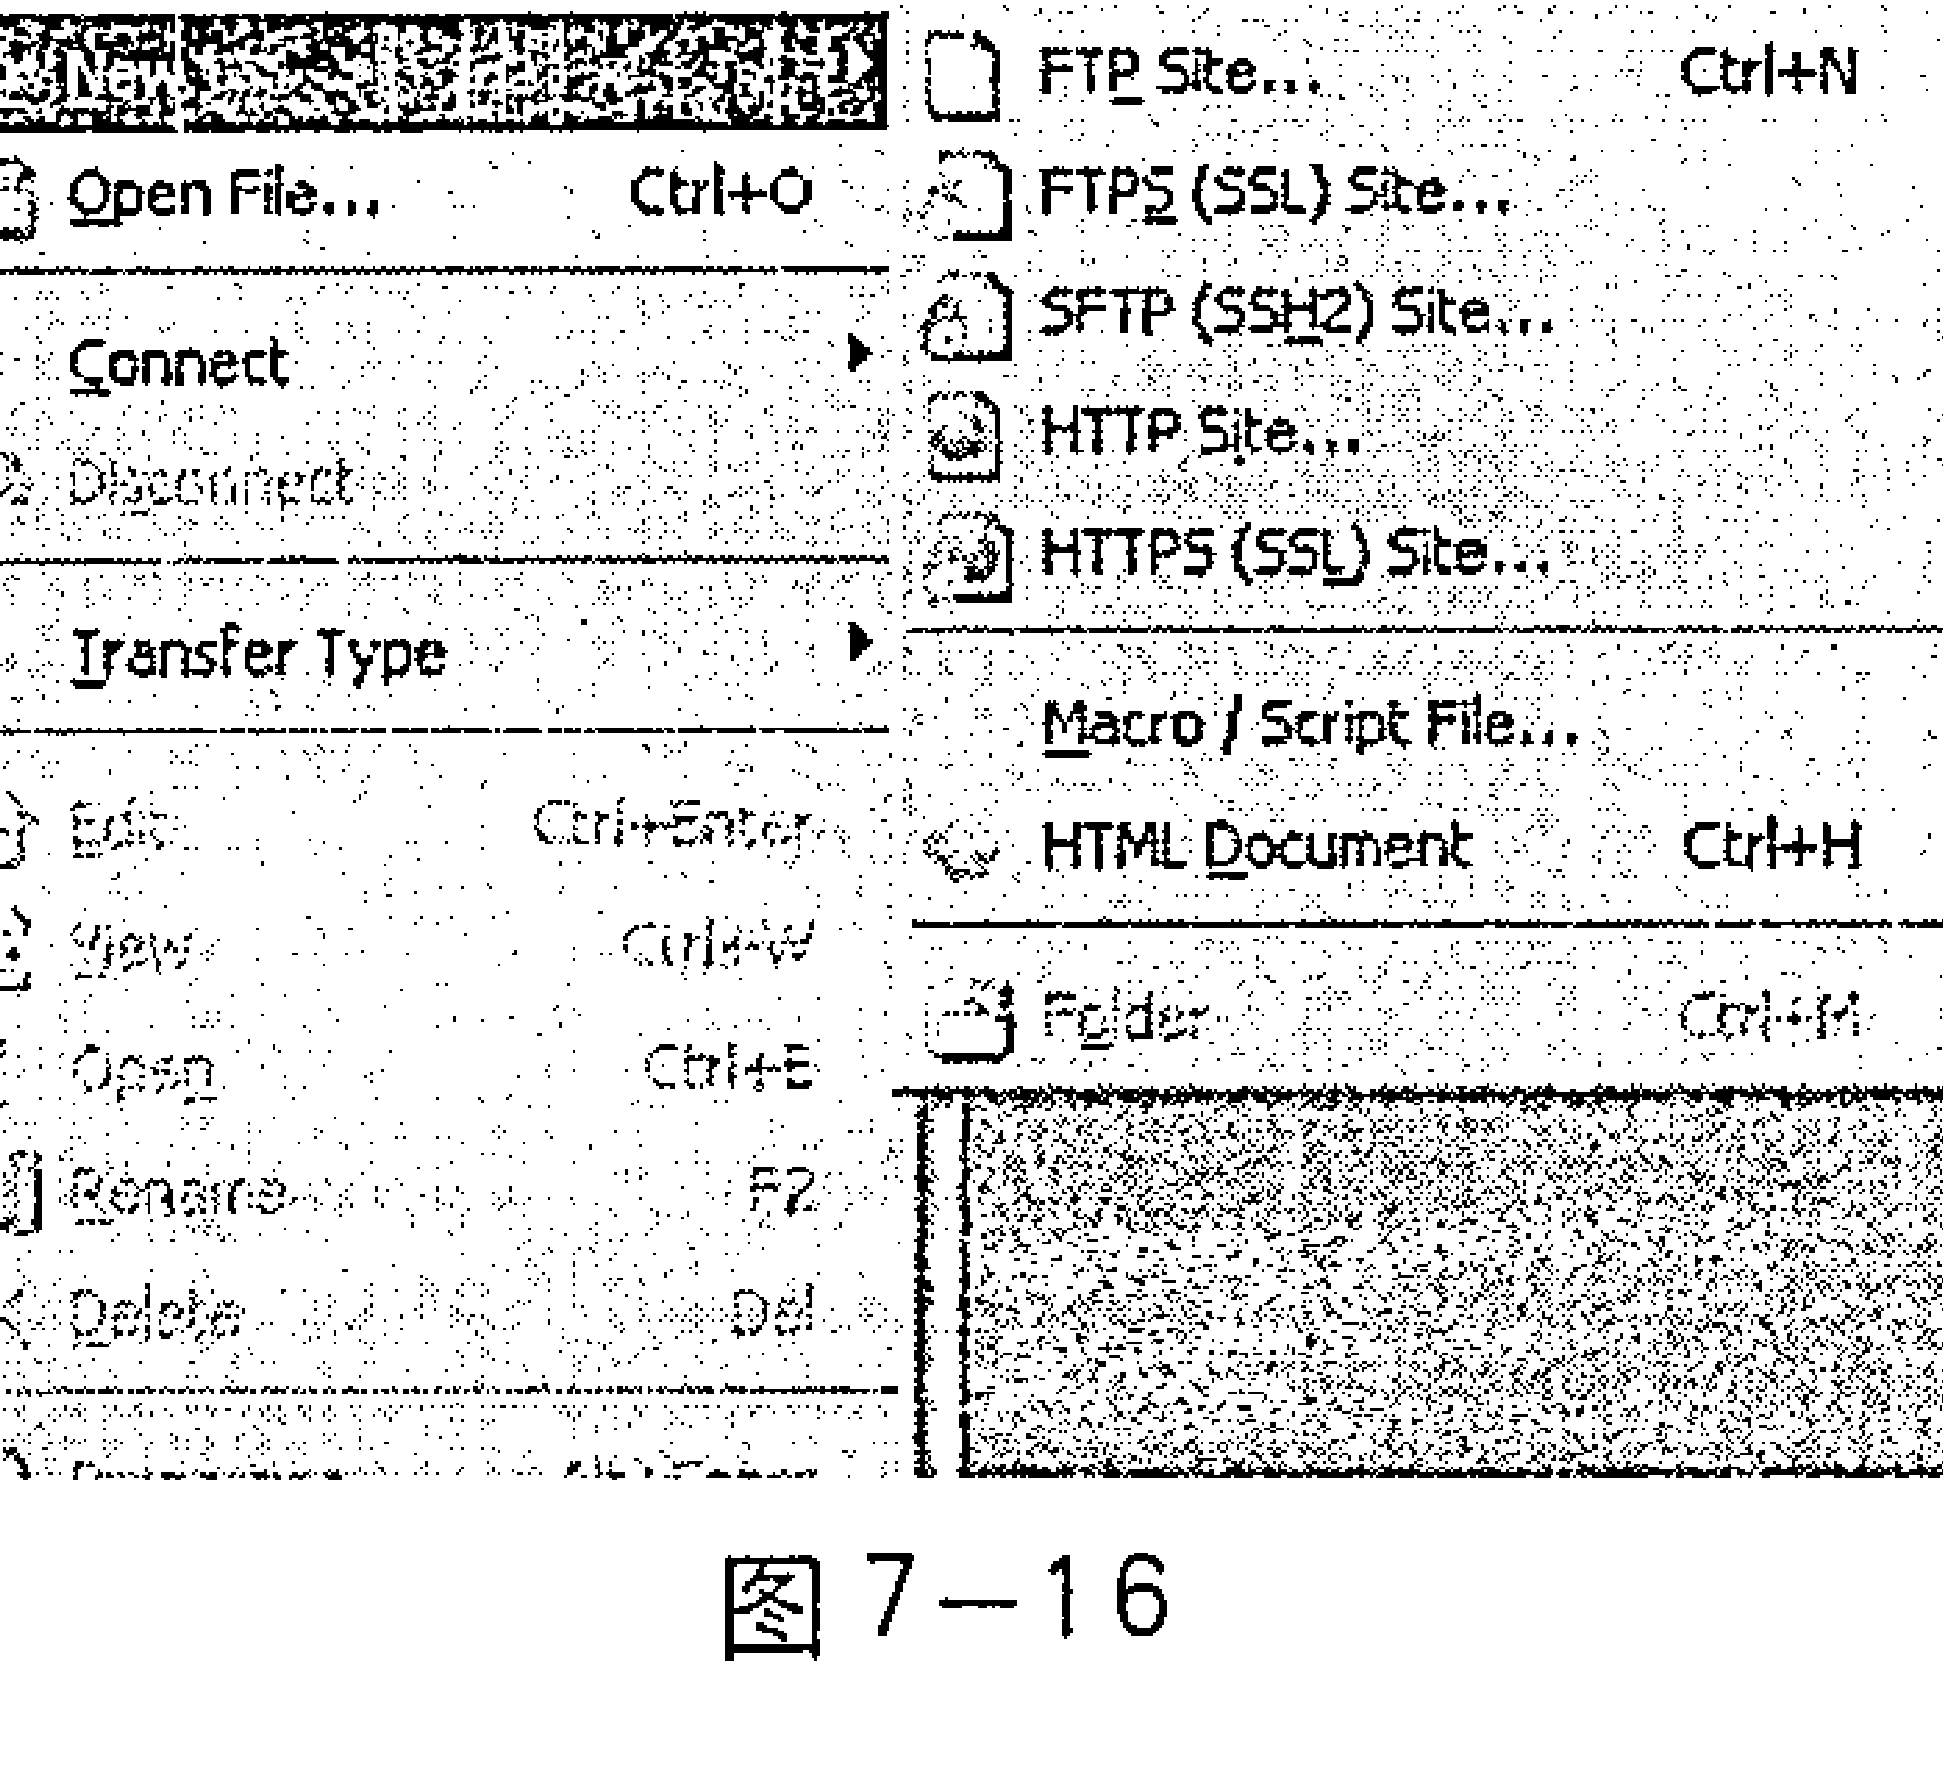 New
Open File... Ctrl+O
Connect
Disconnect
Transfer Type
Edit Ctrl+Enter
View Ctrl+W
Open Ctrl+E
Rename F2
Delete Del
FTP Site... Ctrl+N
FTPS (SSL) Site...
SFTP (SSH2) Site...
HTTP Site...
HTTPS (SSL) Site...
Macro / Script File...
HTML Document Ctrl+H
Folder Ctrl+M
图 7-16